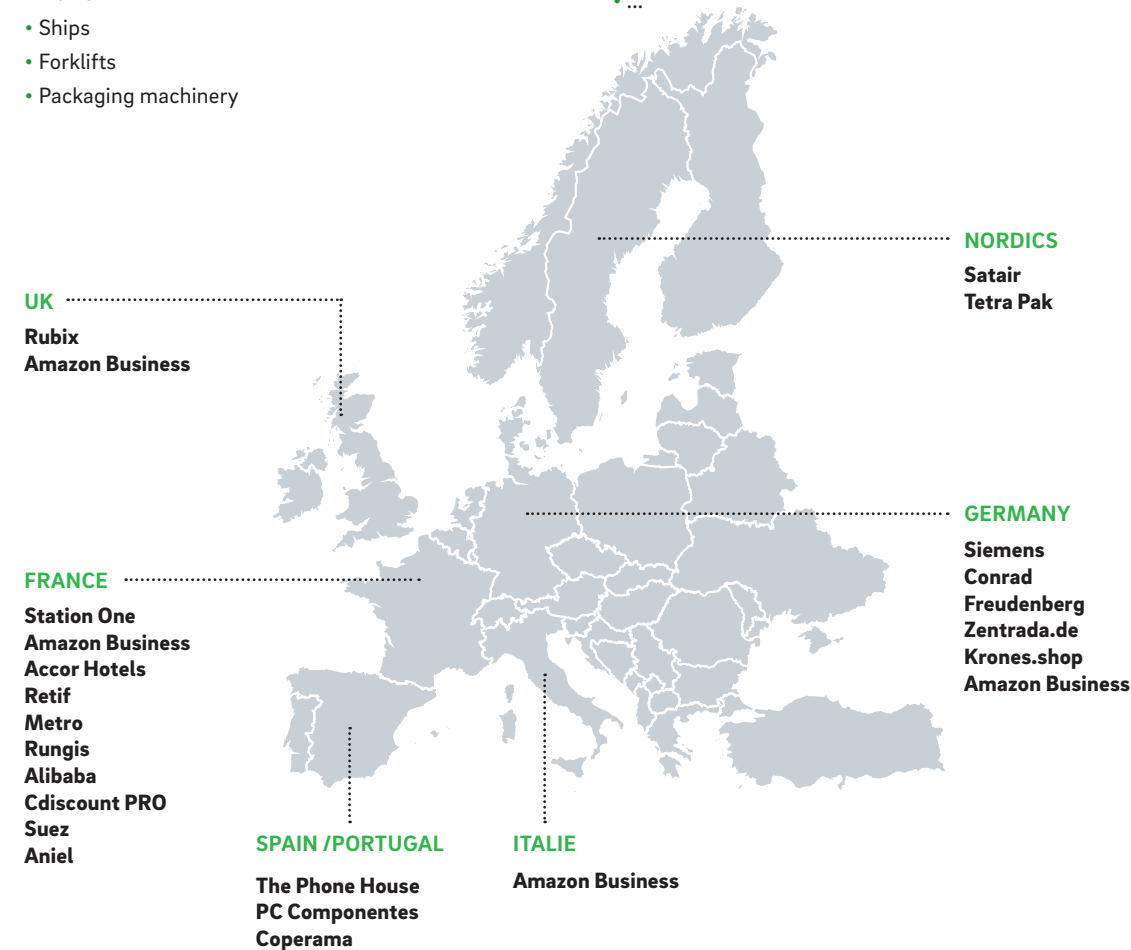 • ...
• Ships
• Forklifts
• Packaging machinery
NORDICS
Satair
Tetra Pak
UK
Rubix
Amazon Business
GERMANY
Siemens
Conrad
Freudenberg
Zentrada.de
Krones.shop
Amazon Business
FRANCE
Station One
Amazon Business
Accor Hotels
Retif
Metro
Rungis
Alibaba
Cdiscount PRO
Suez
Aniel
SPAIN /PORTUGAL
The Phone House
PC Componentes
Coperama
ITALIE
Amazon Business